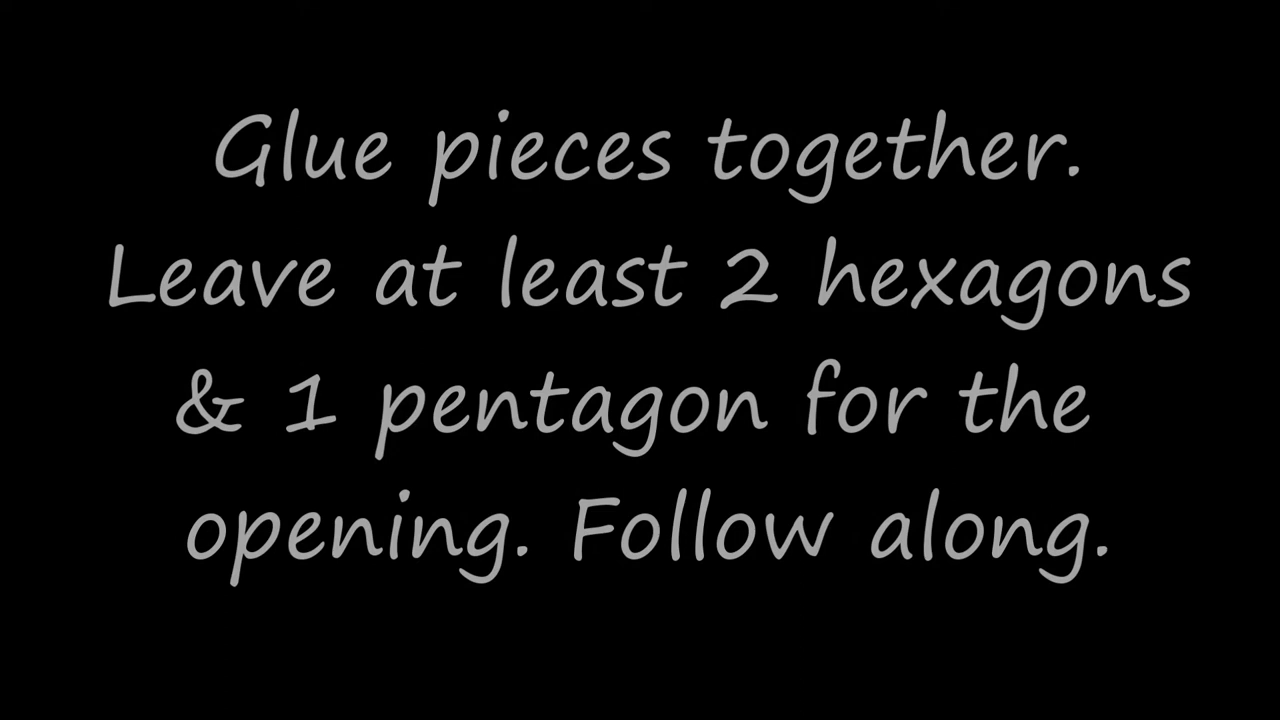 Glue pieces together.
Leave at least 2 hexagons
& 1 pentagon for the
opening. Follow along.